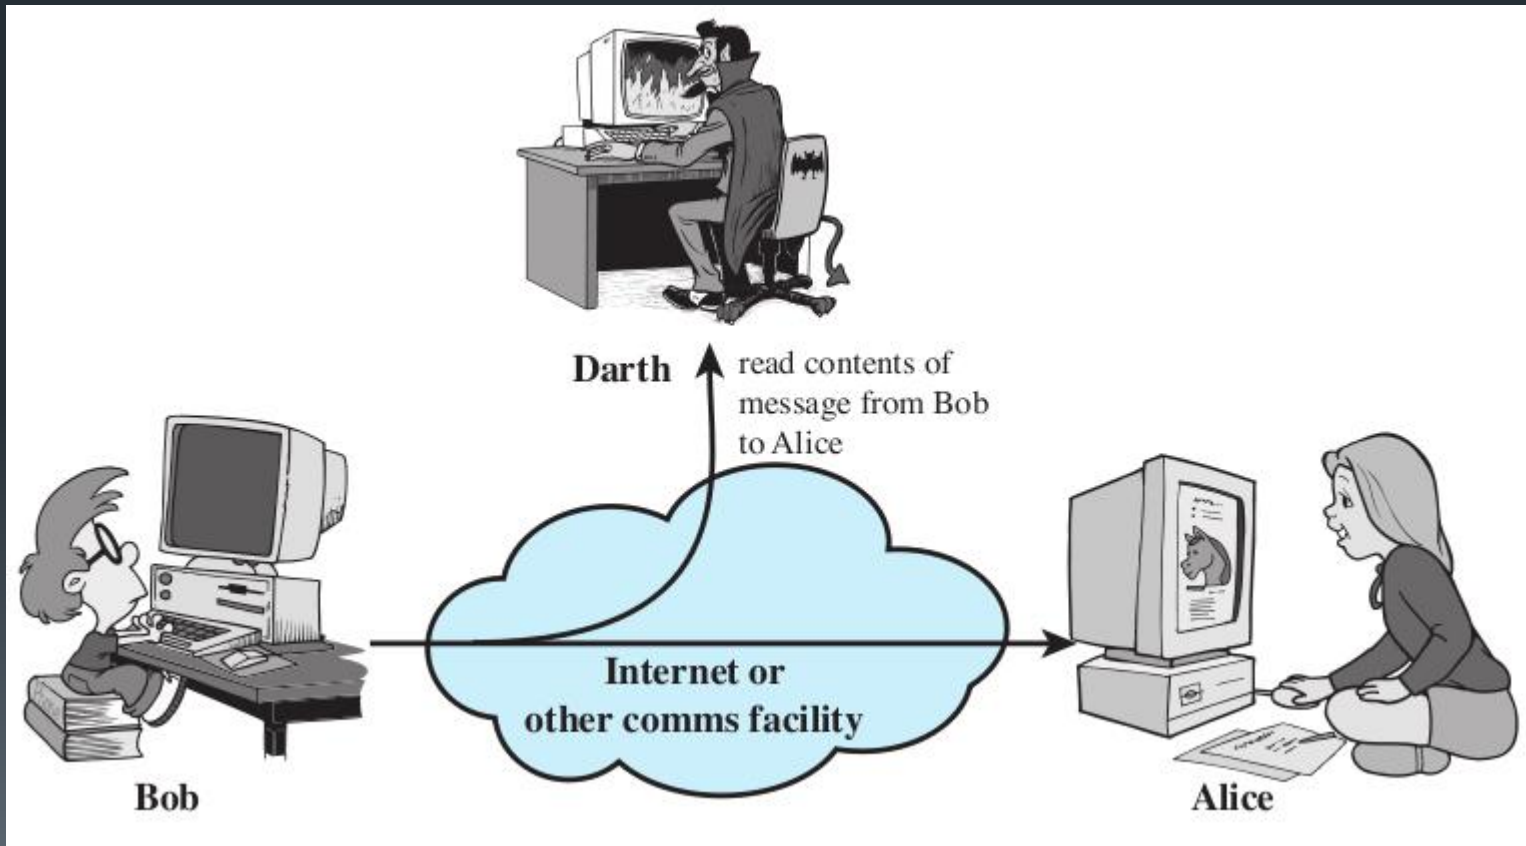 Darth
read contents of
message from Bob
to Alice
Internet or
other comms facility
Bob
Alice